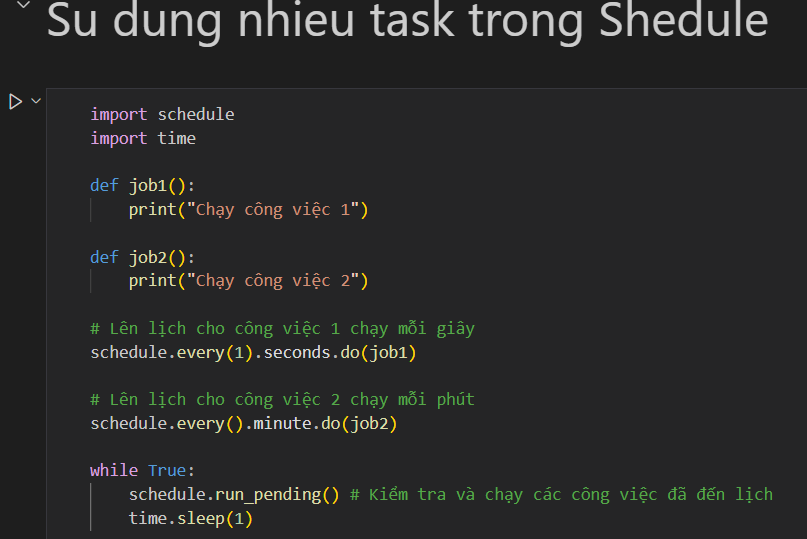 Su dung nhieu task trong Shedule
import schedule
import time
def job1():
print("Chạy công việc 1")
def job2():
print("Chạy công việc 2")
# Lên lịch cho công việc 1 chạy mỗi giây
schedule.every(1).seconds.do(job1)
# Lên lịch cho công việc 2 chạy mỗi phút
schedule.every().minute.do(job2)
while True:
schedule.run_pending() # Kiểm tra và chạy các công việc đã đến lịch
time.sleep(1)